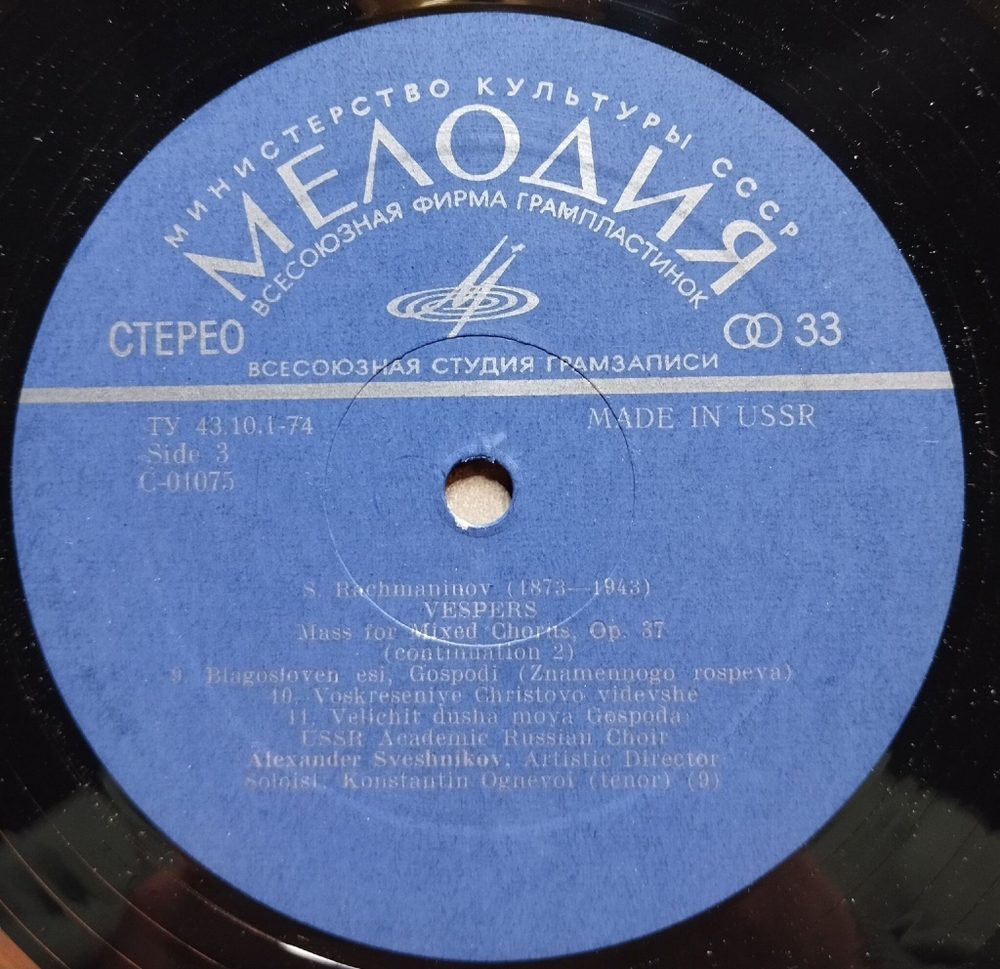 МИНИСТЕРСТВО КУЛЬТУРЫ СССР
МЕЛОДИЯ
ВСЕСОЮЗНАЯ ФИРМА ГРАМПЛАСТИНОК
СТЕРЕО
33
ВСЕСОЮЗНАЯ СТУДИЯ ГРАМЗАПИСИ
ТУ 43.10.1-74
MADE IN USSR
Side 3
С-01075
S. Rachmaninov (1873—1943)
VESPERS
Mass for Mixed Chorus, Op. 37
(continuation 2)
9. Blagosloven esi, Gospodi (Znamennogo rospeva)
10. Voskreseniye Christovo videvshe
11. Velichit dusha moya Gospoda
USSR Academic Russian Choir
Alexander Sveshnikov, Artistic Director
Soloist, Konstantin Ognevoi (tenor) (9)